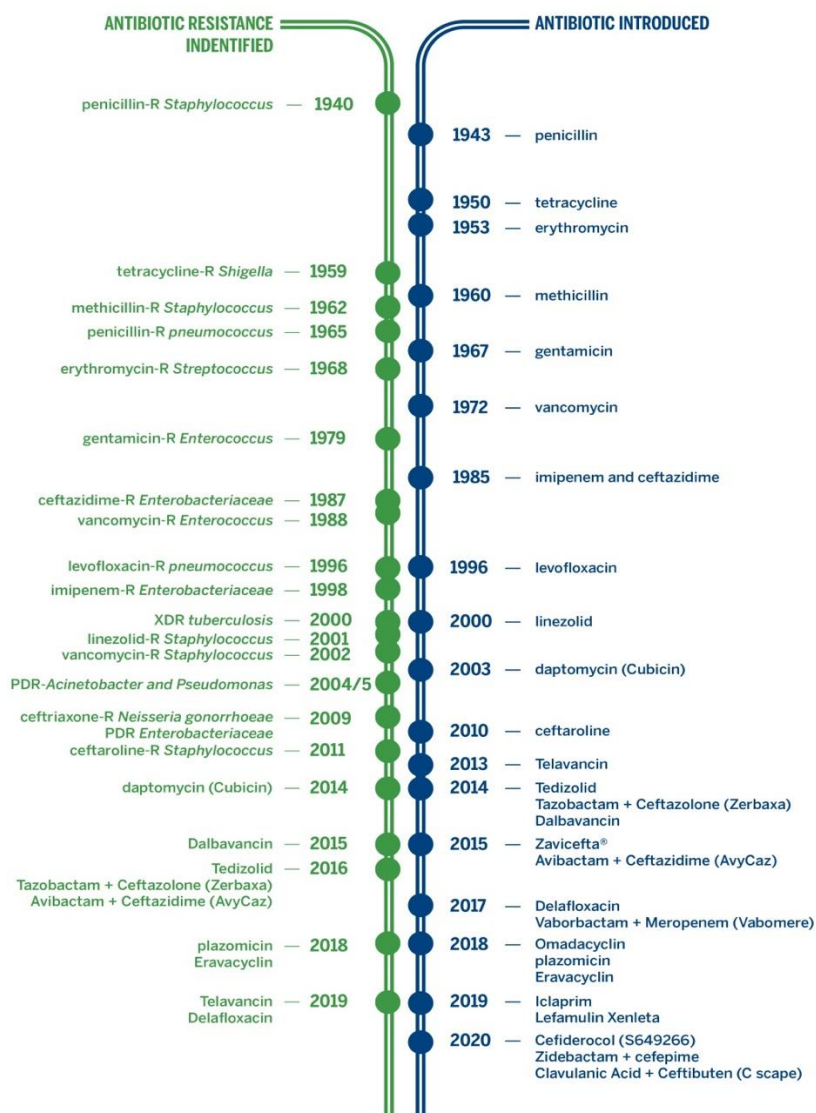 ANTIBIOTIC RESISTANCE
INDENTIFIED
ANTIBIOTIC INTRODUCED
penicillin-R Staphylococcus — 1940
1943 — penicillin
1950 — tetracycline
1953 — erythromycin
tetracycline-R Shigella — 1959
1960 — methicillin
methicillin-R Staphylococcus — 1962
penicillin-R pneumococcus — 1965
1967 — gentamicin
erythromycin-R Streptococcus — 1968
1972 — vancomycin
gentamicin-R Enterococcus — 1979
1985 — imipenem and ceftazidime
ceftazidime-R Enterobacteriaceae — 1987
vancomycin-R Enterococcus — 1988
levofloxacin-R pneumococcus — 1996
1996 — levofloxacin
imipenem-R Enterobacteriaceae — 1998
XDR tuberculosis — 2000
2000 — linezolid
linezolid-R Staphylococcus — 2001
vancomycin-R Staphylococcus — 2002
2003 — daptomycin (Cubicin)
PDR-Acinetobacter and Pseudomonas — 2004/5
ceftriaxone-R Neisseria gonorrhoeae — 2009
PDR Enterobacteriaceae
2010 — ceftaroline
ceftaroline-R Staphylococcus — 2011
2013 — Telavancin
daptomycin (Cubicin) — 2014
2014 — Tedizolid
Tazobactam + Ceftazolone (Zerbaxa)
Dalbavancin
Dalbavancin — 2015
2015 — Zavicefta®
Avibactam + Ceftazidime (AvyCaz)
Tedizolid — 2016
Tazobactam + Ceftazolone (Zerbaxa)
Avibactam + Ceftazidime (AvyCaz)
2017 — Delafloxacin
Vaborbactam + Meropenem (Vabomere)
plazomicin — 2018
Eravacyclin
2018 — Omadacyclin
plazomicin
Eravacyclin
Telavancin — 2019
Delafloxacin
2019 — Iclaprim
Lefamulin Xenleta
2020 — Cefiderocol (S649266)
Zidebactam + cefepime
Clavulanic Acid + Ceftibuten (C scape)